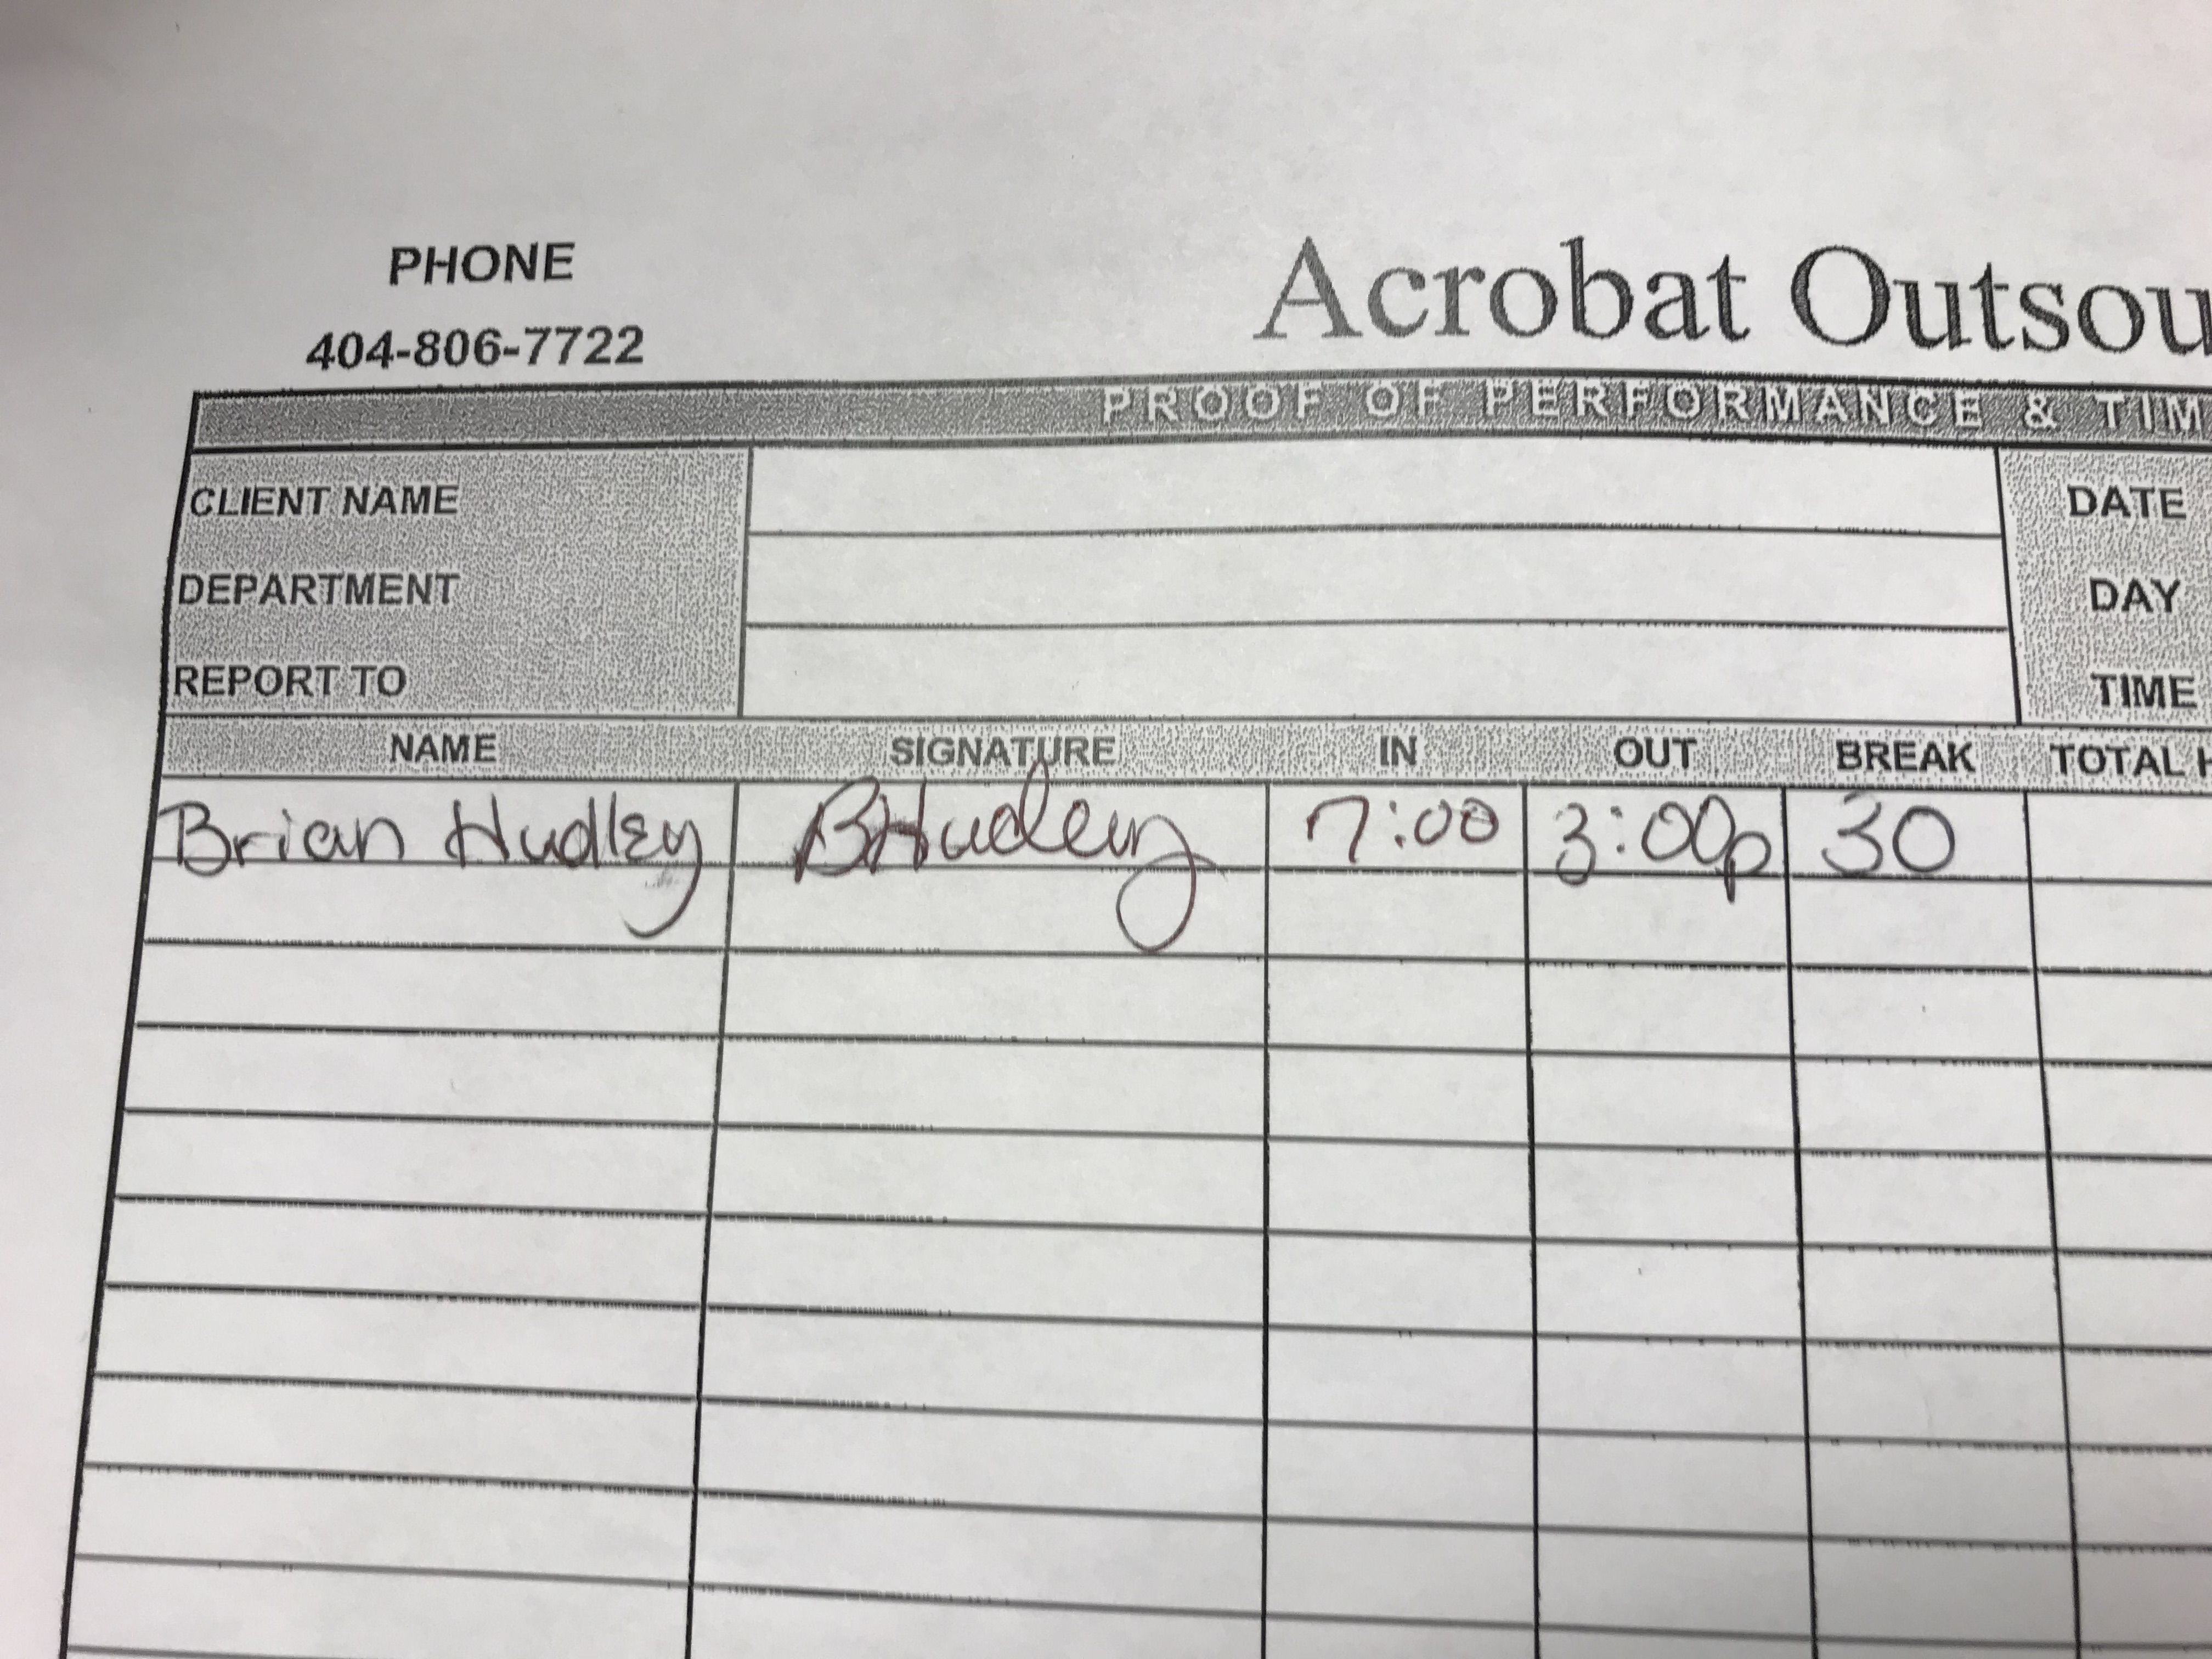 PHONE
404-806-7722
Acrobat Outsou
PROOF OF PERFORMANCE & TIM
CLIENT NAME DATE
DEPARTMENT DAY
REPORT TO TIME
NAME SIGNATURE IN OUT BREAK TOTAL H
Brian Hudley BHudley 7:00 3:00p 30